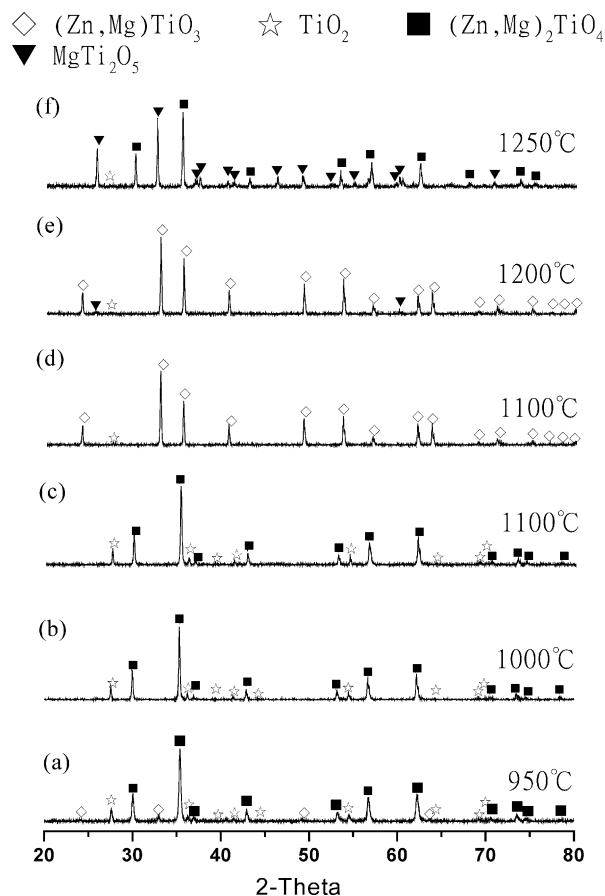 ◇ (Zn,Mg)TiO₃ ☆ TiO₂ ■ (Zn,Mg)₂TiO₄
▼ MgTi₂O₅
(f) 1250℃
(e) 1200℃
(d) 1100℃
(c) 1100℃
(b) 1000℃
(a) 950℃
20 30 40 50 60 70 80
2-Theta